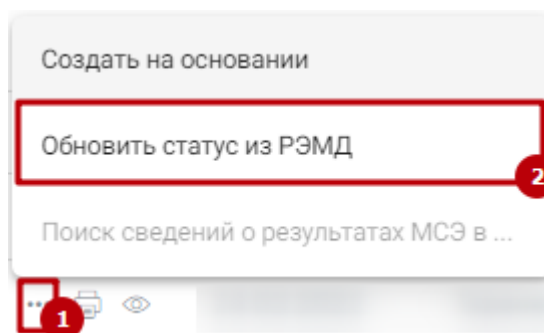 Создать на основании
Обновить статус из РЭМД
2
Поиск сведений о результатах МСЭ в ...
1